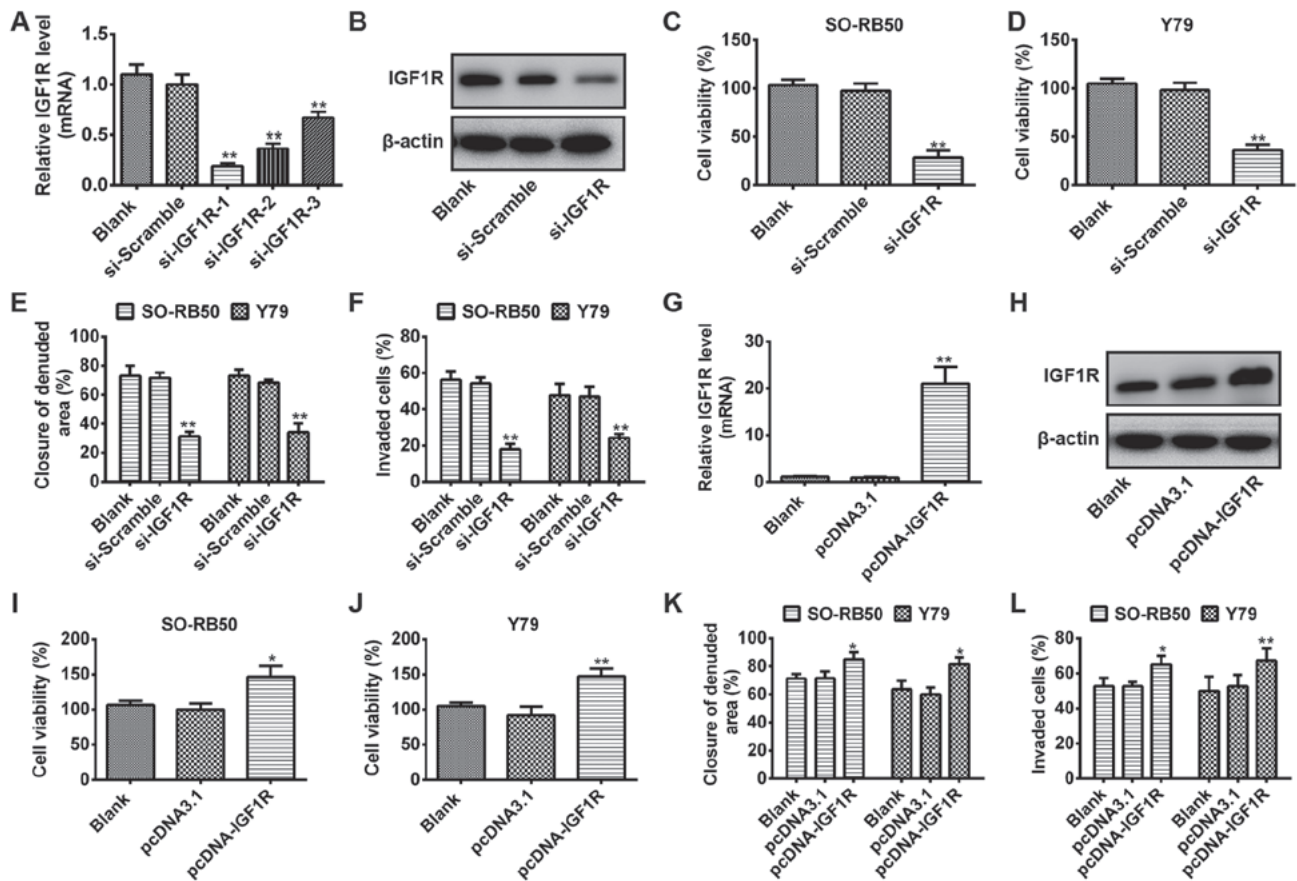 A
Relative IGF1R level
(mRNA)
1.5
1.0
0.5
0.0
**
**
**
Blank
si-Scramble
si-IGF1R-1
si-IGF1R-2
si-IGF1R-3
B
IGF1R
β-actin
Blank
si-Scramble
si-IGF1R
C
SO-RB50
Cell viability (%)
150
100
50
0
**
Blank
si-Scramble
si-IGF1R
D
Y79
Cell viability (%)
150
100
50
0
**
Blank
si-Scramble
si-IGF1R
E
SO-RB50 Y79
Closure of denuded
area (%)
100
80
60
40
20
0
**
**
Blank
si-Scramble
si-IGF1R
Blank
si-Scramble
si-IGF1R
F
SO-RB50 Y79
Invaded cells (%)
80
60
40
20
0
**
**
Blank
si-Scramble
si-IGF1R
Blank
si-Scramble
si-IGF1R
G
Relative IGF1R level
(mRNA)
30
20
10
0
**
Blank
pcDNA3.1
pcDNA-IGF1R
H
IGF1R
β-actin
Blank
pcDNA3.1
pcDNA-IGF1R
I
SO-RB50
Cell viability (%)
200
150
100
50
0
*
Blank
pcDNA3.1
pcDNA-IGF1R
J
Y79
Cell viability (%)
200
150
100
50
0
**
Blank
pcDNA3.1
pcDNA-IGF1R
K
SO-RB50 Y79
Closure of denuded
area (%)
100
80
60
40
20
0
*
*
Blank
pcDNA3.1
pcDNA-IGF1R
Blank
pcDNA3.1
pcDNA-IGF1R
L
SO-RB50 Y79
Invaded cells (%)
80
60
40
20
0
*
**
Blank
pcDNA3.1
pcDNA-IGF1R
Blank
pcDNA3.1
pcDNA-IGF1R